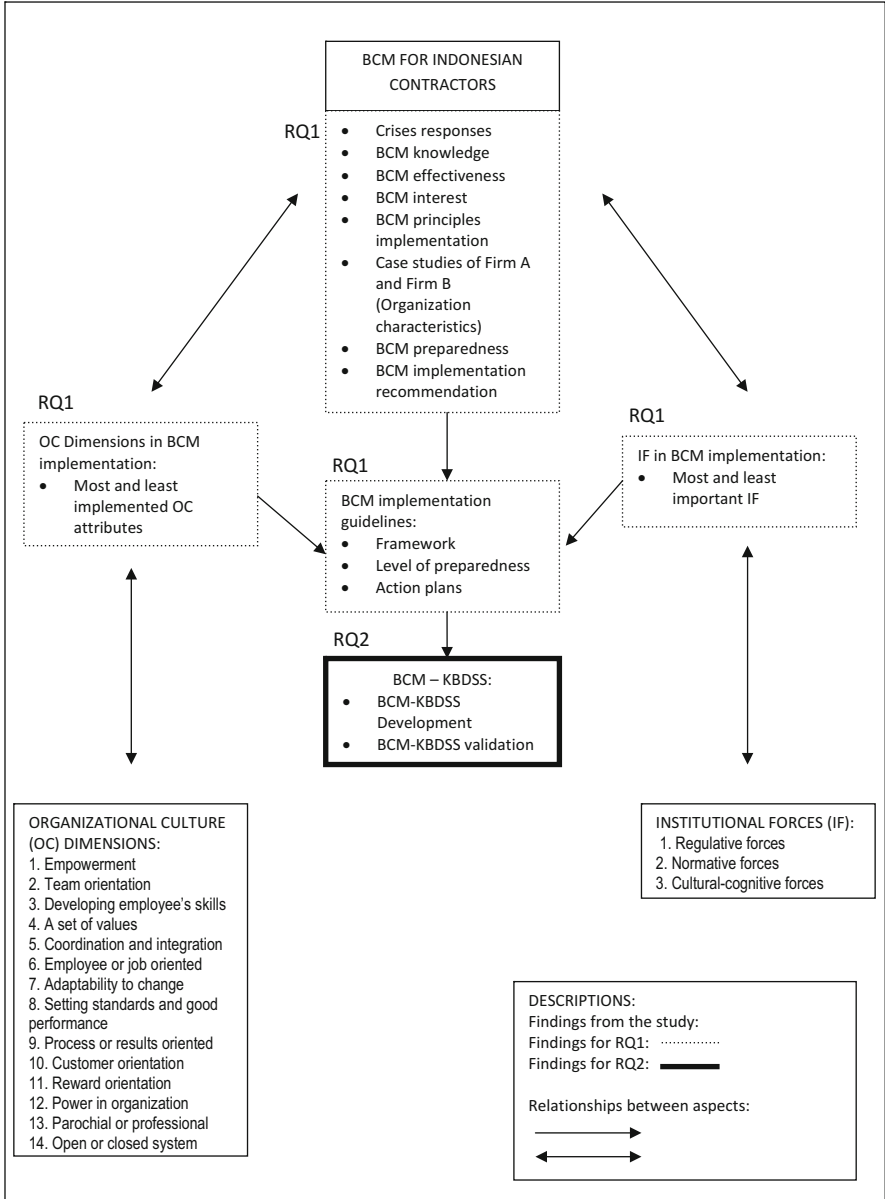 BCM FOR INDONESIAN
CONTRACTORS
RQ1
• Crises responses
• BCM knowledge
• BCM effectiveness
• BCM interest
• BCM principles
implementation
• Case studies of Firm A
and Firm B
(Organization
characteristics)
• BCM preparedness
• BCM implementation
recommendation
RQ1
OC Dimensions in BCM
implementation:
• Most and least
implemented OC
attributes
RQ1
BCM implementation
guidelines:
• Framework
• Level of preparedness
• Action plans
RQ1
IF in BCM implementation:
• Most and least
important IF
RQ2
BCM – KBDSS:
• BCM-KBDSS
Development
• BCM-KBDSS validation
ORGANIZATIONAL CULTURE
(OC) DIMENSIONS:
1. Empowerment
2. Team orientation
3. Developing employee's skills
4. A set of values
5. Coordination and integration
6. Employee or job oriented
7. Adaptability to change
8. Setting standards and good
performance
9. Process or results oriented
10. Customer orientation
11. Reward orientation
12. Power in organization
13. Parochial or professional
14. Open or closed system
INSTITUTIONAL FORCES (IF):
1. Regulative forces
2. Normative forces
3. Cultural-cognitive forces
DESCRIPTIONS:
Findings from the study:
Findings for RQ1:
Findings for RQ2:
Relationships between aspects: